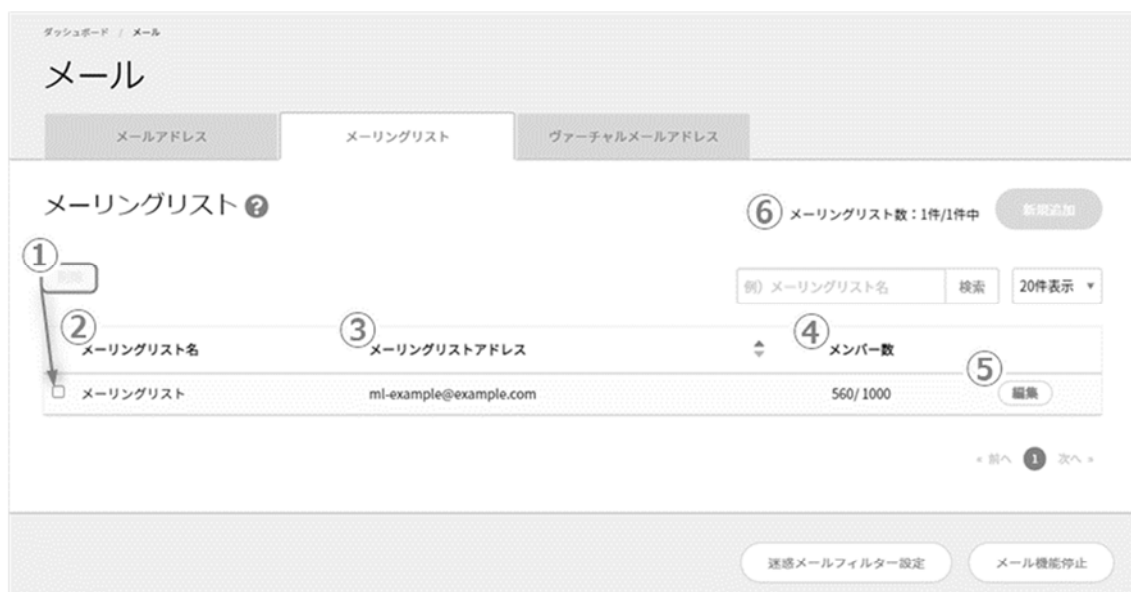 ダッシュボード / メール
メール
メールアドレス メーリングリスト ヴァーチャルメールアドレス
メーリングリスト ?
⑥ メーリングリスト数：1件/1件中 新規追加
①
削除
例）メーリングリスト名 検索 20件表示 ▼
② メーリングリスト名 ③ メーリングリストアドレス ④ メンバー数
メーリングリスト ml-example@example.com 560/ 1000 ⑤ 編集
« 前へ 1 次へ »
迷惑メールフィルター設定 メール機能停止